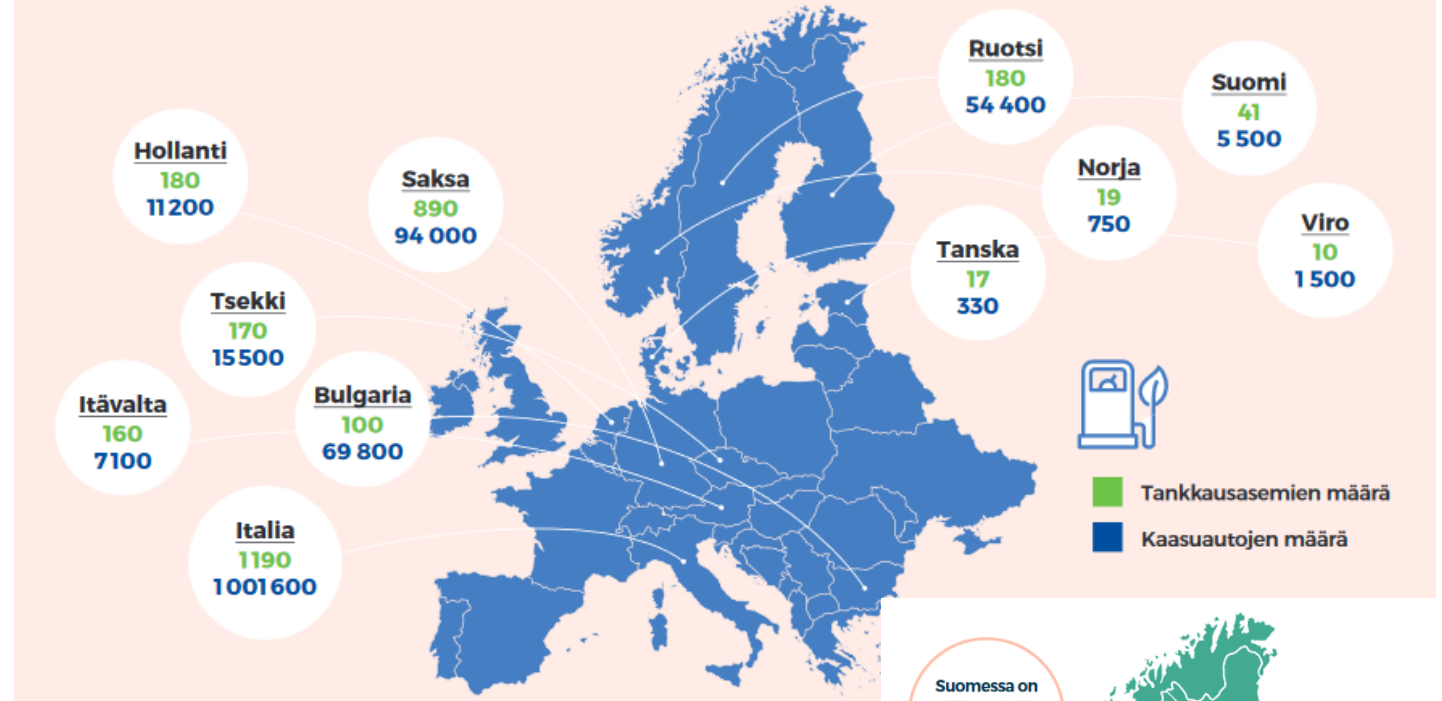 Ruotsi
180
54 400
Suomi
41
5 500
Hollanti
180
11 200
Saksa
890
94 000
Norja
19
750
Viro
10
1 500
Tanska
17
330
Tsekki
170
15 500
Bulgaria
100
69 800
Itävalta
160
7100
Italia
1190
1 001 600
Tankkausasemien määrä
Kaasuautojen määrä
Suomessa on